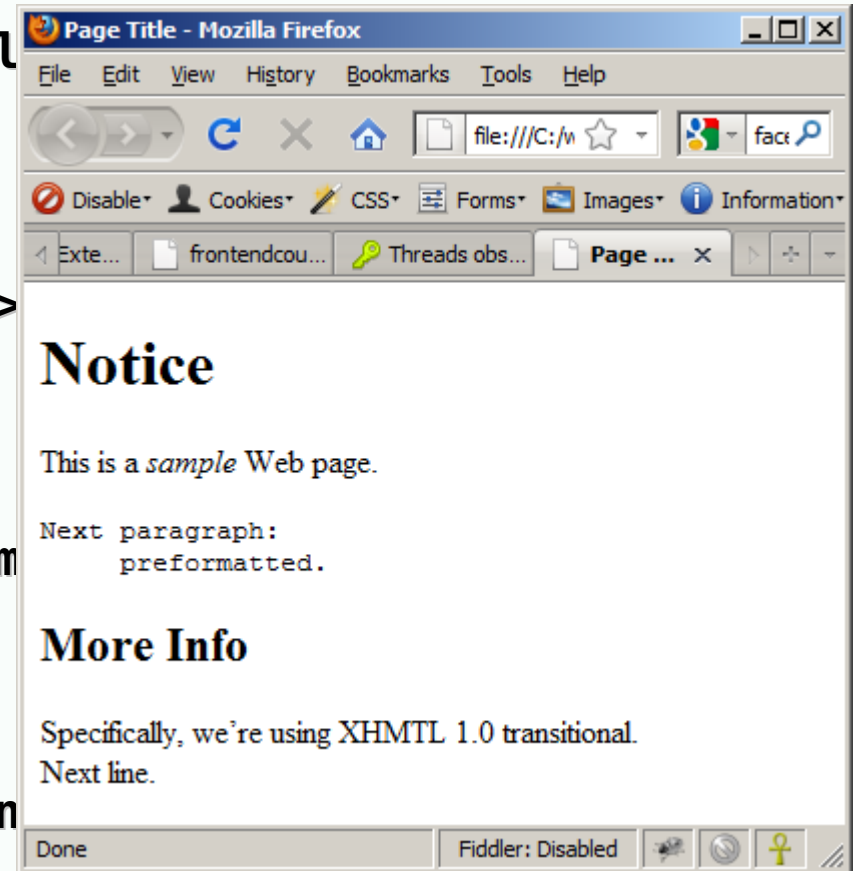 Page Title - Mozilla Firefox
File Edit View History Bookmarks Tools Help
file:///C:/w face
Disable Cookies CSS Forms Images Information
Exte... frontendcou... Threads obs... Page ...
l
>
Notice
This is a sample Web page.
Next paragraph:
preformatted.
m
More Info
Specifically, we're using XHMTL 1.0 transitional.
Next line.
n
Done Fiddler: Disabled